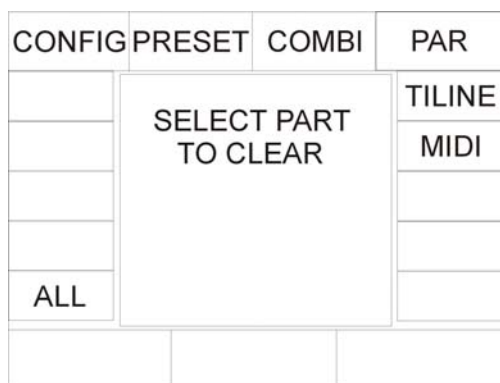 CONFIG PRESET COMBI PAR
TILINE
SELECT PART
TO CLEAR
MIDI
ALL